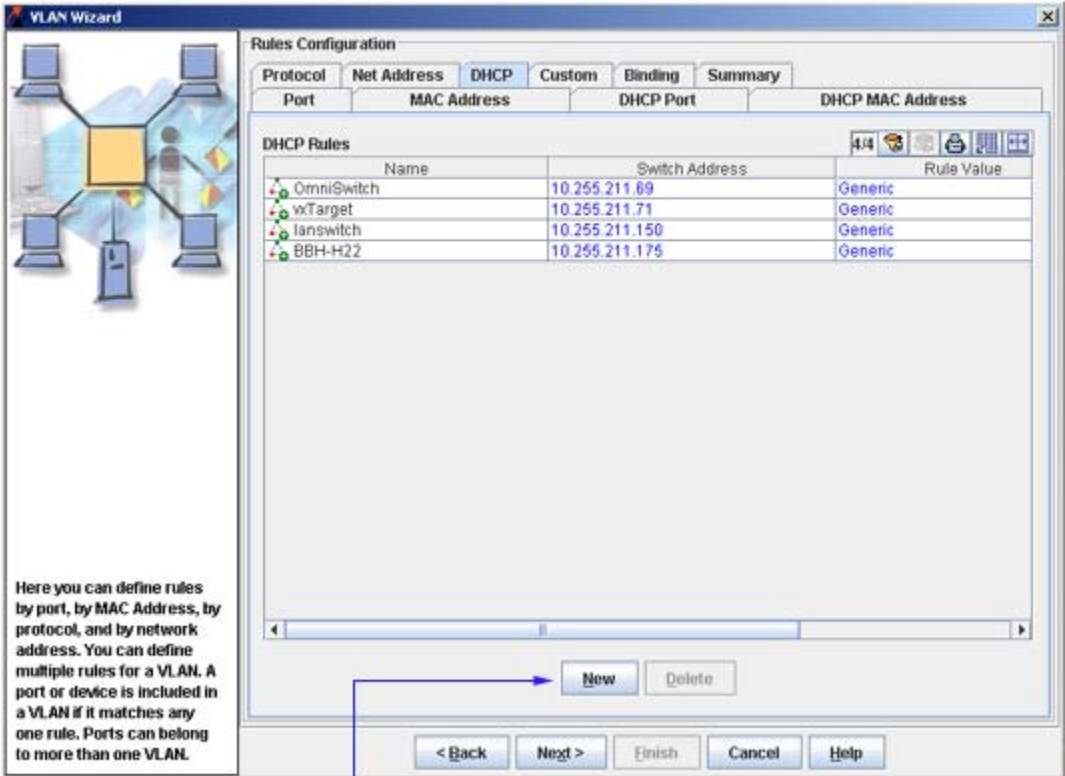 VLAN Wizard
Rules Configuration
Protocol Net Address DHCP Custom Binding Summary
Port MAC Address DHCP Port DHCP MAC Address
DHCP Rules
4/4
Name Switch Address Rule Value
OmniSwitch 10.255.211.69 Generic
vxTarget 10.255.211.71 Generic
lanswitch 10.255.211.150 Generic
BBH-H22 10.255.211.175 Generic
Here you can define rules
by port, by MAC Address, by
protocol, and by network
address. You can define
multiple rules for a VLAN. A
port or device is included in
a VLAN if it matches any
one rule. Ports can belong
to more than one VLAN.
New Delete
< Back Next > Finish Cancel Help